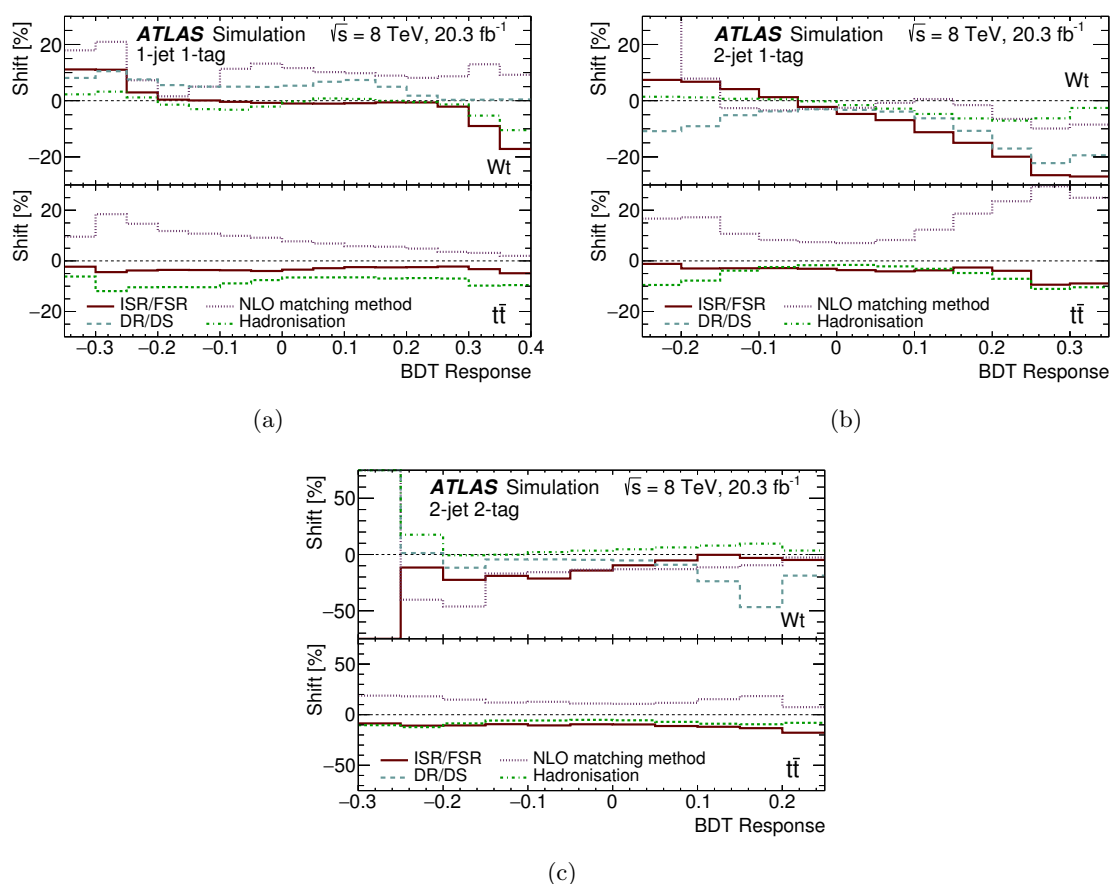 ATLAS Simulation √s = 8 TeV, 20.3 fb-1
1-jet 1-tag
Shift [%]
20
0
−20
Wt
Shift [%]
20
0
−20
ISR/FSR
NLO matching method
DR/DS
Hadronisation
tt̄
−0.3 −0.2 −0.1 0 0.1 0.2 0.3 0.4
BDT Response
(a)
ATLAS Simulation √s = 8 TeV, 20.3 fb-1
2-jet 1-tag
Shift [%]
20
0
−20
Wt
Shift [%]
20
0
−20
ISR/FSR
NLO matching method
DR/DS
Hadronisation
tt̄
−0.2 −0.1 0 0.1 0.2 0.3
BDT Response
(b)
ATLAS Simulation √s = 8 TeV, 20.3 fb-1
2-jet 2-tag
Shift [%]
50
0
−50
Wt
Shift [%]
50
0
−50
ISR/FSR
NLO matching method
DR/DS
Hadronisation
tt̄
−0.3 −0.2 −0.1 0 0.1 0.2
BDT Response
(c)